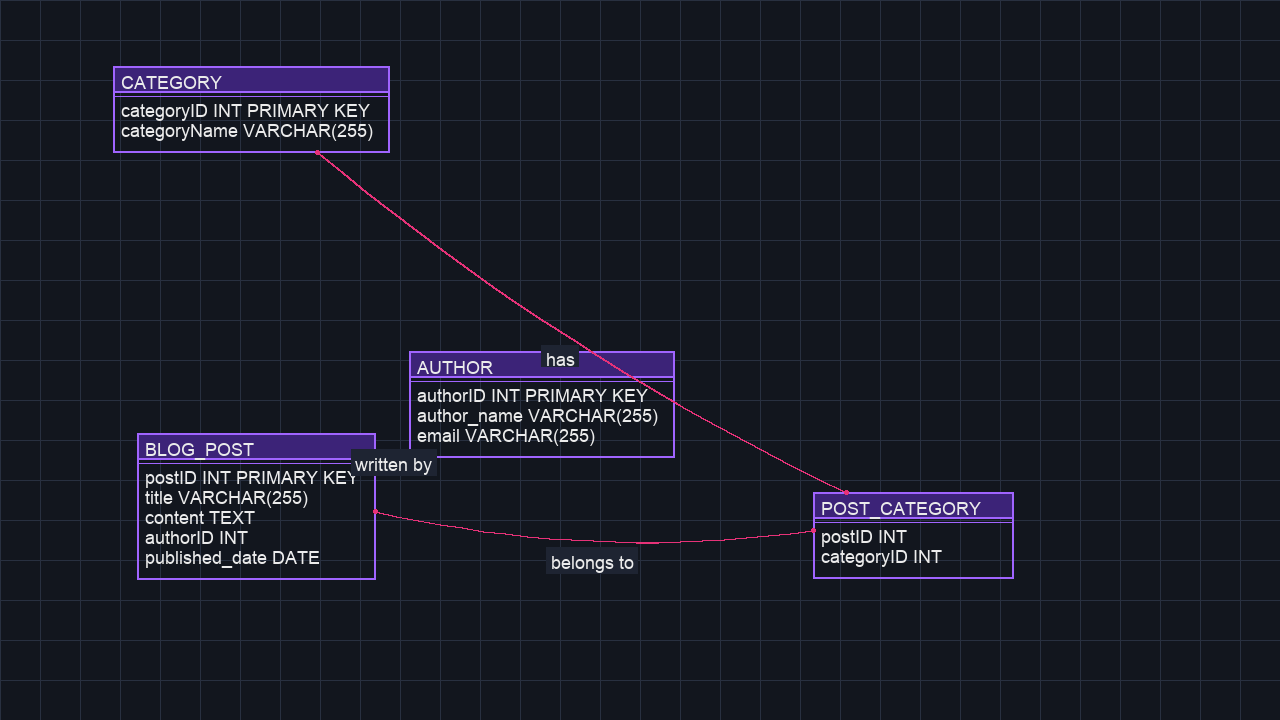 CATEGORY
categoryID INT PRIMARY KEY
categoryName VARCHAR(255)
has
AUTHOR
authorID INT PRIMARY KEY
author_name VARCHAR(255)
email VARCHAR(255)
BLOG_POST
written by
postID INT PRIMARY KEY
title VARCHAR(255)
content TEXT
authorID INT
published_date DATE
belongs to
POST_CATEGORY
postID INT
categoryID INT